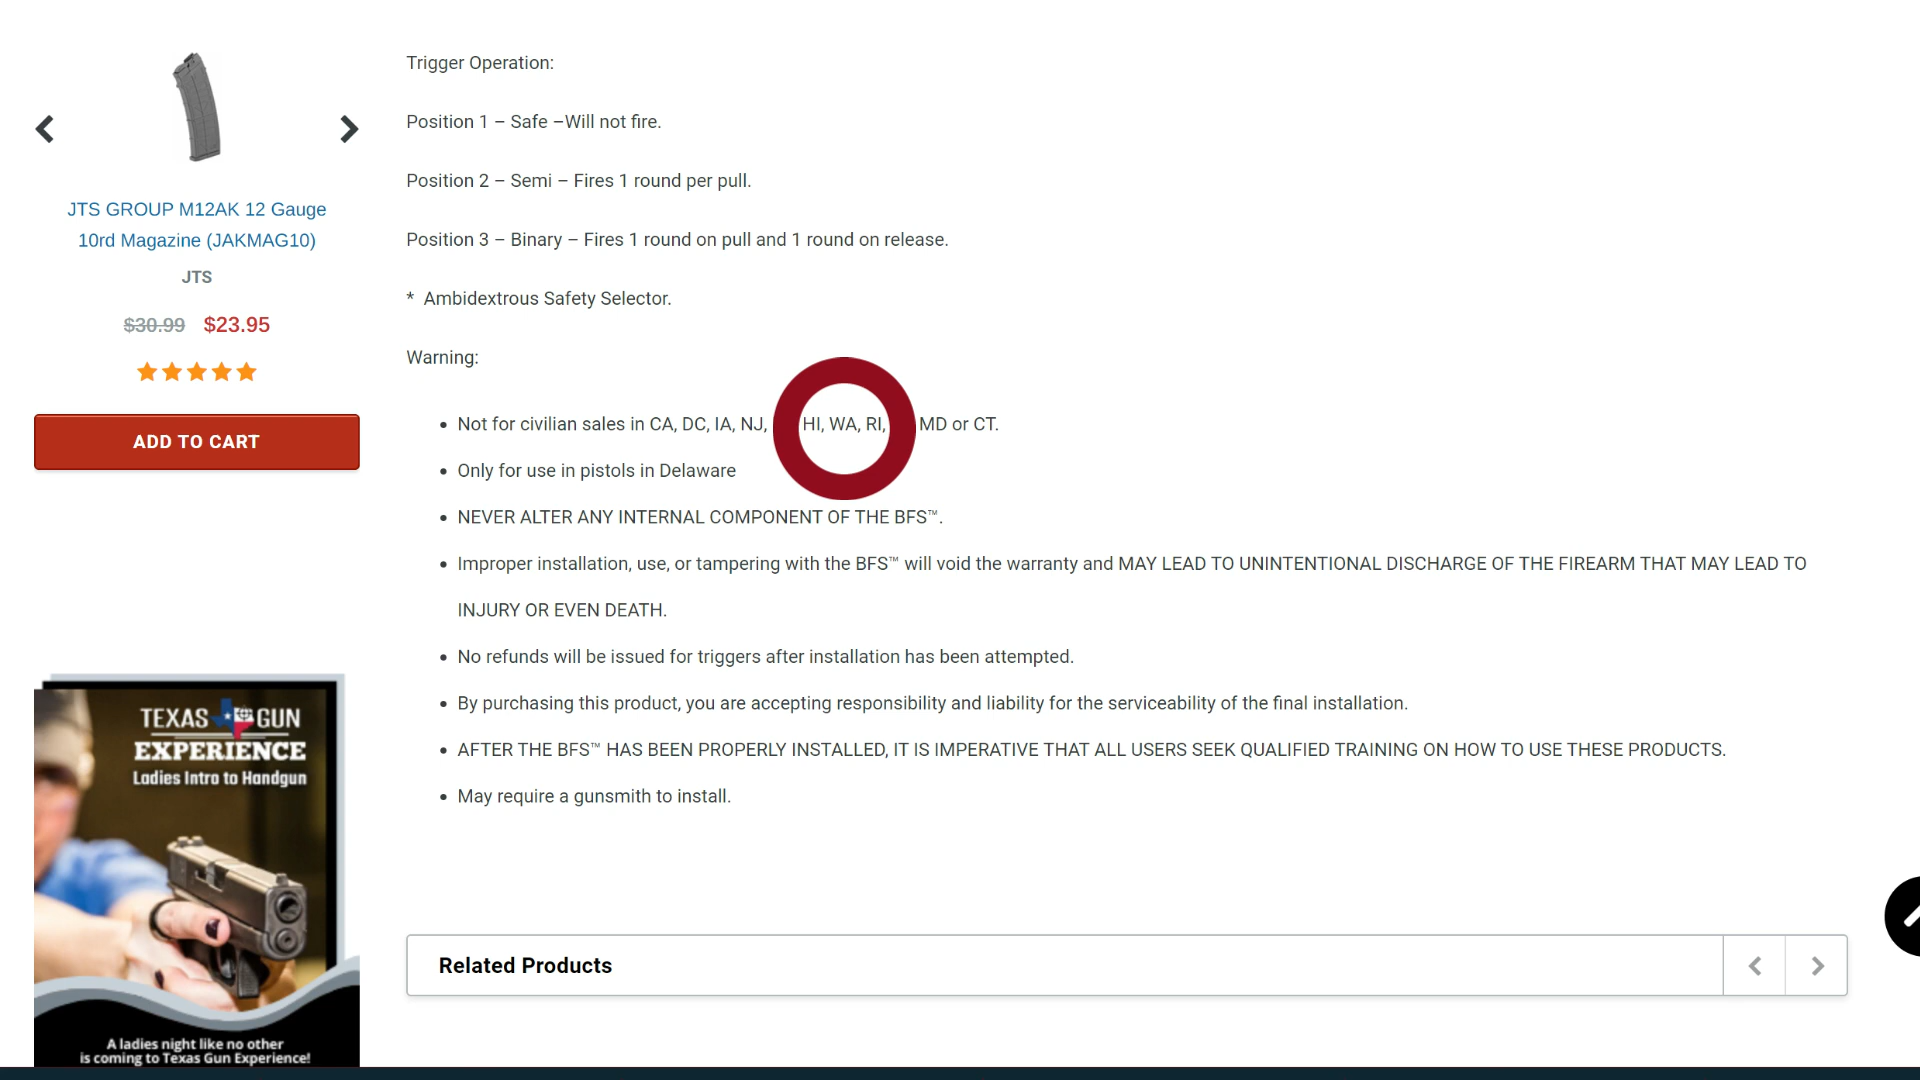 JTS GROUP M12AK 12 Gauge
10rd Magazine (JAKMAG10)
JTS
$30.99 $23.95
ADD TO CART
TEXAS GUN
EXPERIENCE
Ladies Intro to Handgun
A ladies night like no other
is coming to Texas Gun Experience!
Trigger Operation:
Position 1 – Safe –Will not fire.
Position 2 – Semi – Fires 1 round per pull.
Position 3 – Binary – Fires 1 round on pull and 1 round on release.
* Ambidextrous Safety Selector.
Warning:
Not for civilian sales in CA, DC, IA, NJ, HI, WA, RI, MD or CT.
Only for use in pistols in Delaware
NEVER ALTER ANY INTERNAL COMPONENT OF THE BFS™.
Improper installation, use, or tampering with the BFS™ will void the warranty and MAY LEAD TO UNINTENTIONAL DISCHARGE OF THE FIREARM THAT MAY LEAD TO
INJURY OR EVEN DEATH.
No refunds will be issued for triggers after installation has been attempted.
By purchasing this product, you are accepting responsibility and liability for the serviceability of the final installation.
AFTER THE BFS™ HAS BEEN PROPERLY INSTALLED, IT IS IMPERATIVE THAT ALL USERS SEEK QUALIFIED TRAINING ON HOW TO USE THESE PRODUCTS.
May require a gunsmith to install.
Related Products